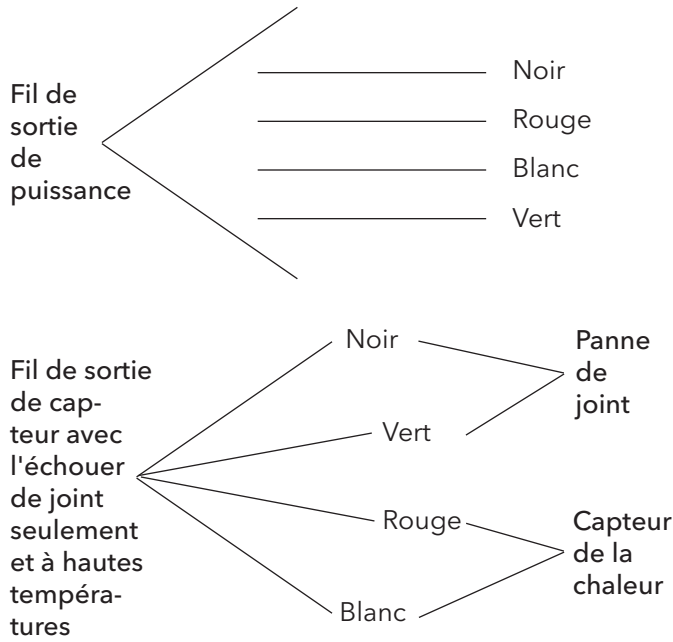 Fil de
sortie
de
puissance
Noir
Rouge
Blanc
Vert
Fil de sortie
de cap-
teur avec
l'échouer
de joint
seulement
et à hautes
tempéra-
tures
Noir
Vert
Rouge
Blanc
Panne
de
joint
Capteur
de la
chaleur